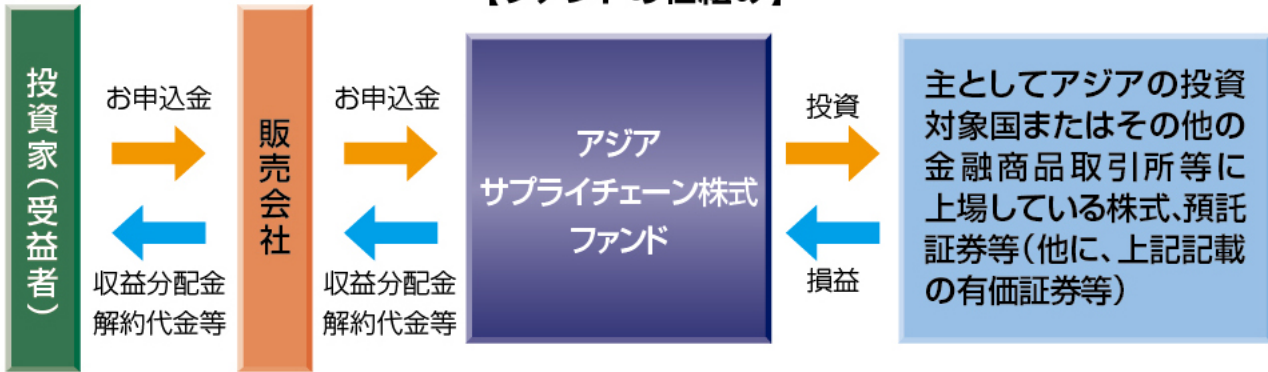 投資家(受益者)
お申込金
収益分配金
解約代金等
販売会社
お申込金
収益分配金
解約代金等
アジア
サプライチェーン株式
ファンド
投資
損益
主としてアジアの投資
対象国またはその他の
金融商品取引所等に
上場している株式、預託
証券等(他に、上記記載
の有価証券等)